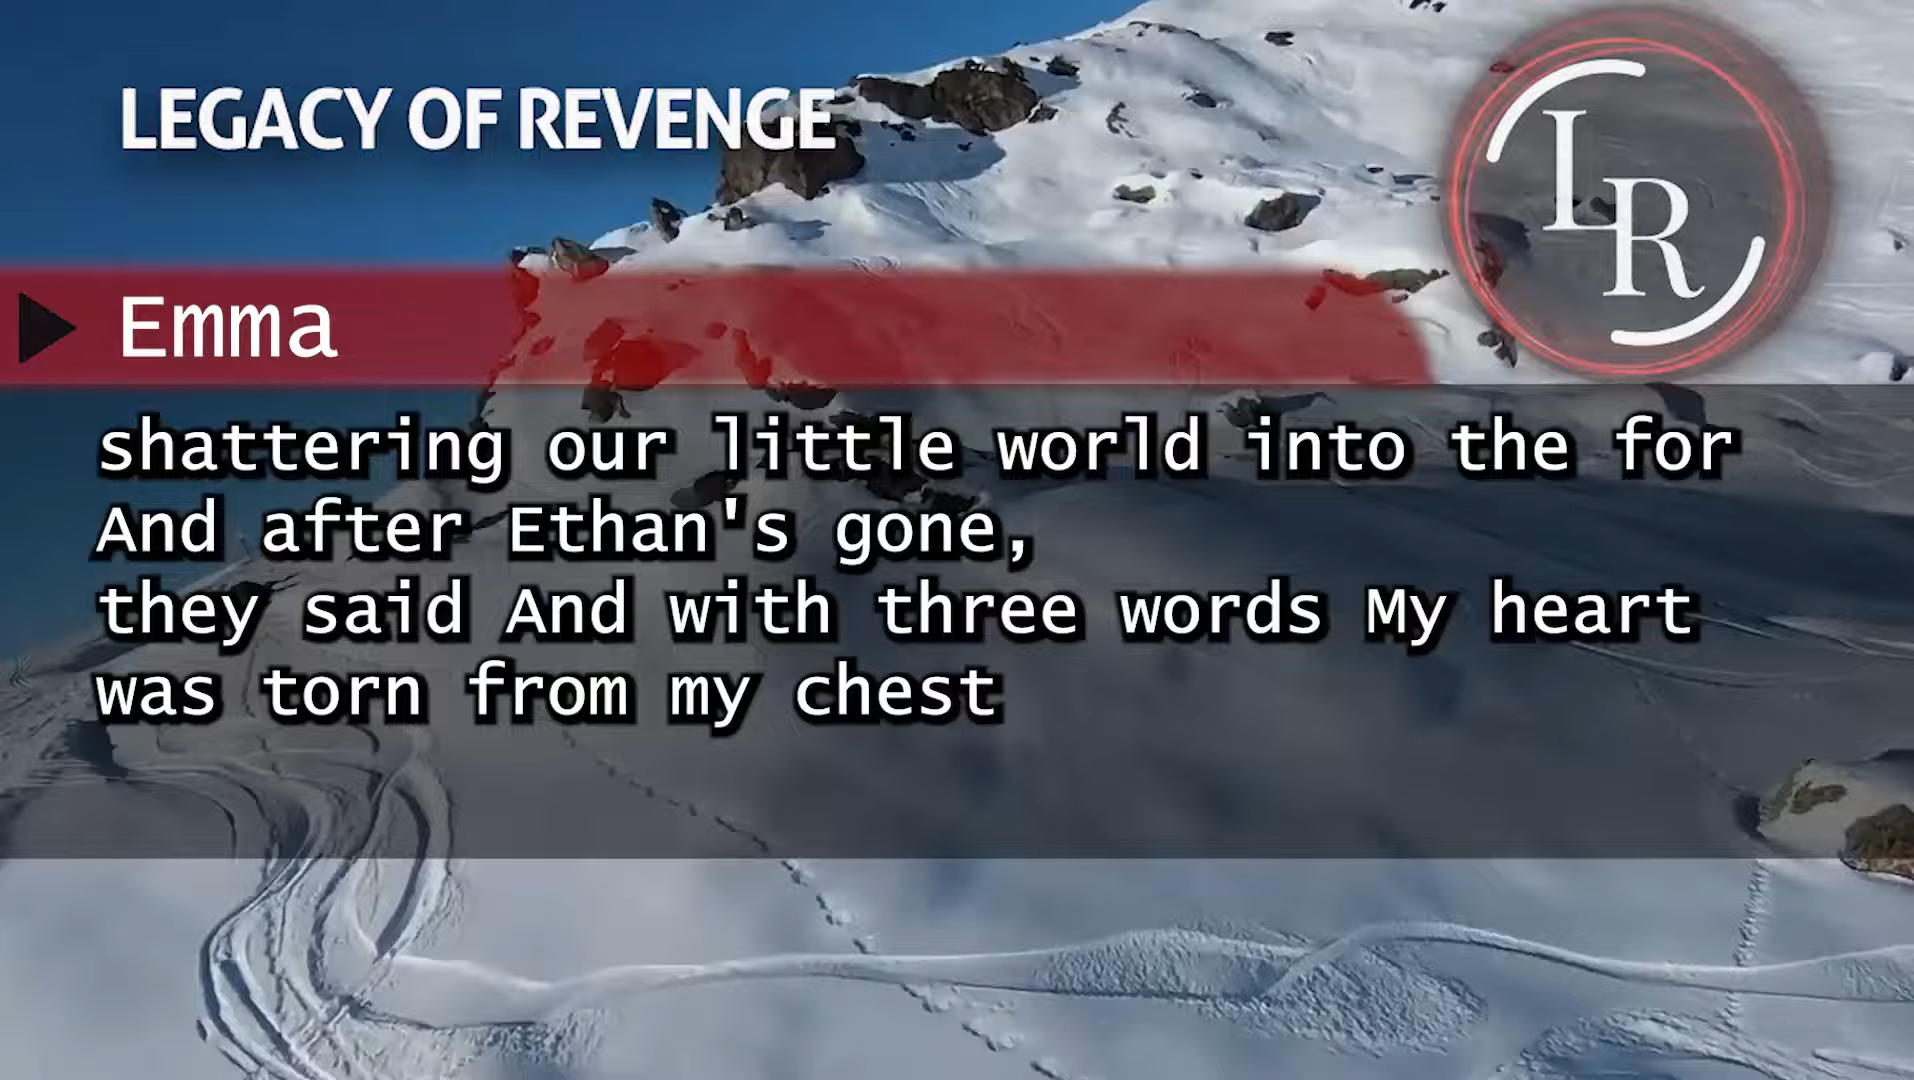 LEGACY OF REVENGE
LR
Emma
shattering our little world into the for
And after Ethan's gone,
they said And with three words My heart
was torn from my chest